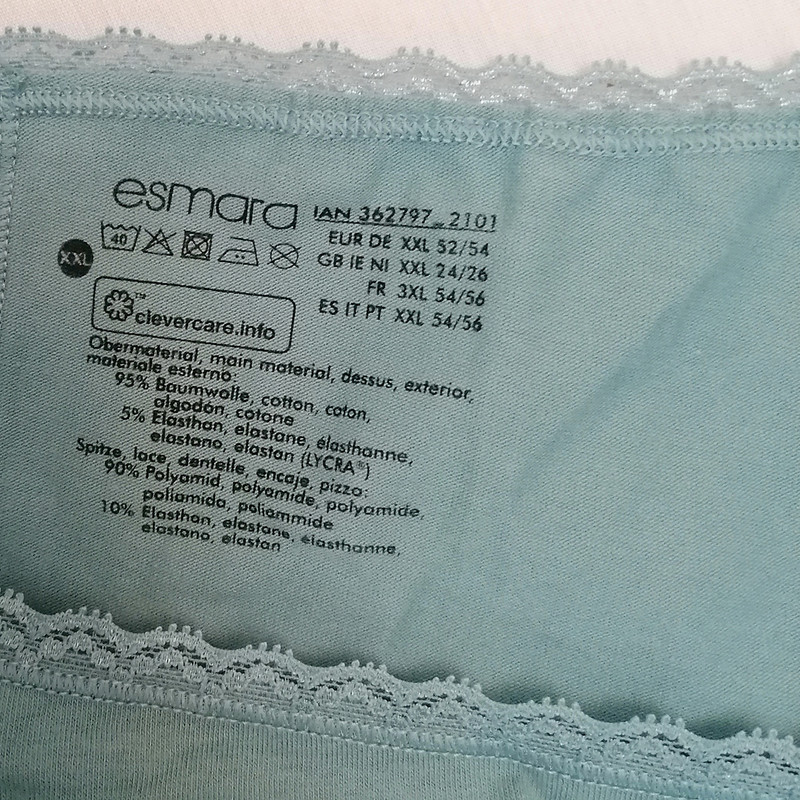 esmara
IAN 362797_2101
EUR DE XXL 52/54
GB IE NI XXL 24/26
FR 3XL 54/56
ES IT PT XXL 54/56
40
XXL
clevercare.info™
Obermaterial, main material, dessus, exterior,
materiale esterno:
95% Baumwolle, cotton, coton,
algodón, cotone
5% Elasthan, elastane, élasthanne,
elastano, elastan (LYCRA®)
Spitze, lace, dentelle, encaje, pizzo:
90% Polyamid, polyamide, polyamide,
poliamida, poliammide
10% Elasthan, elastane, élasthanne,
elastano, elastan